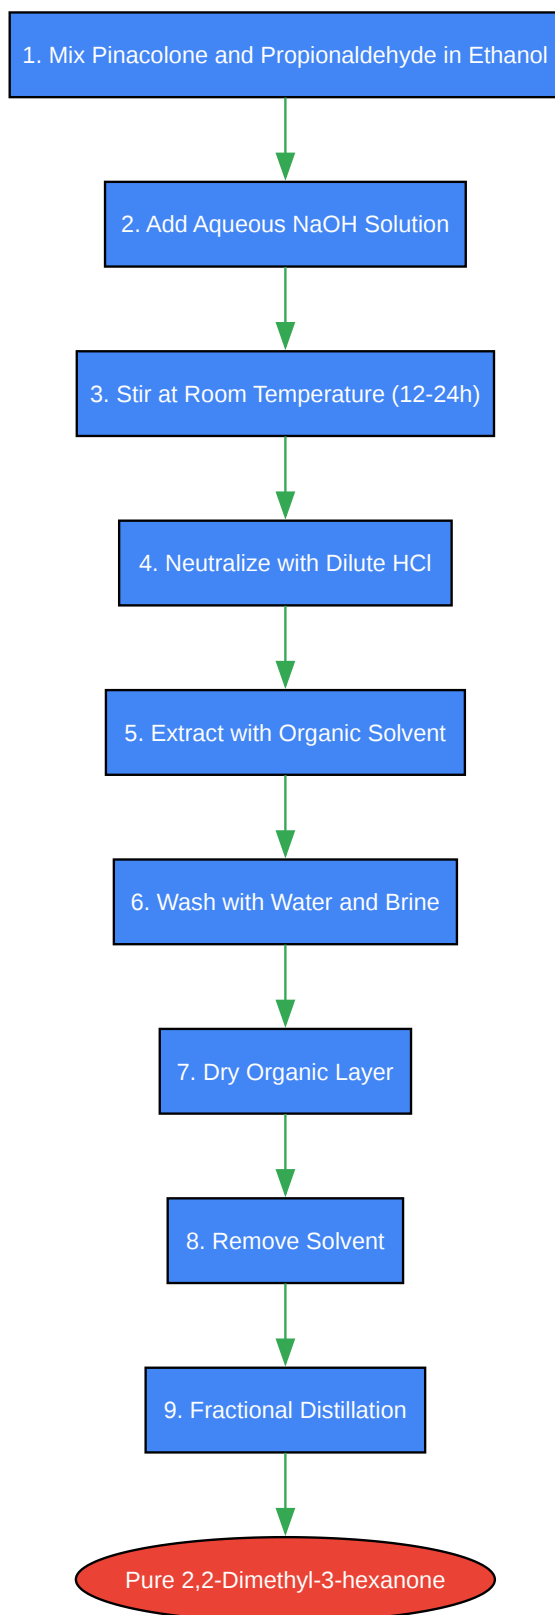 1. Mix Pinacolone and Propionaldehyde in Ethanol
2. Add Aqueous NaOH Solution
3. Stir at Room Temperature (12-24h)
4. Neutralize with Dilute HCl
5. Extract with Organic Solvent
6. Wash with Water and Brine
7. Dry Organic Layer
8. Remove Solvent
9. Fractional Distillation
Pure 2,2-Dimethyl-3-hexanone